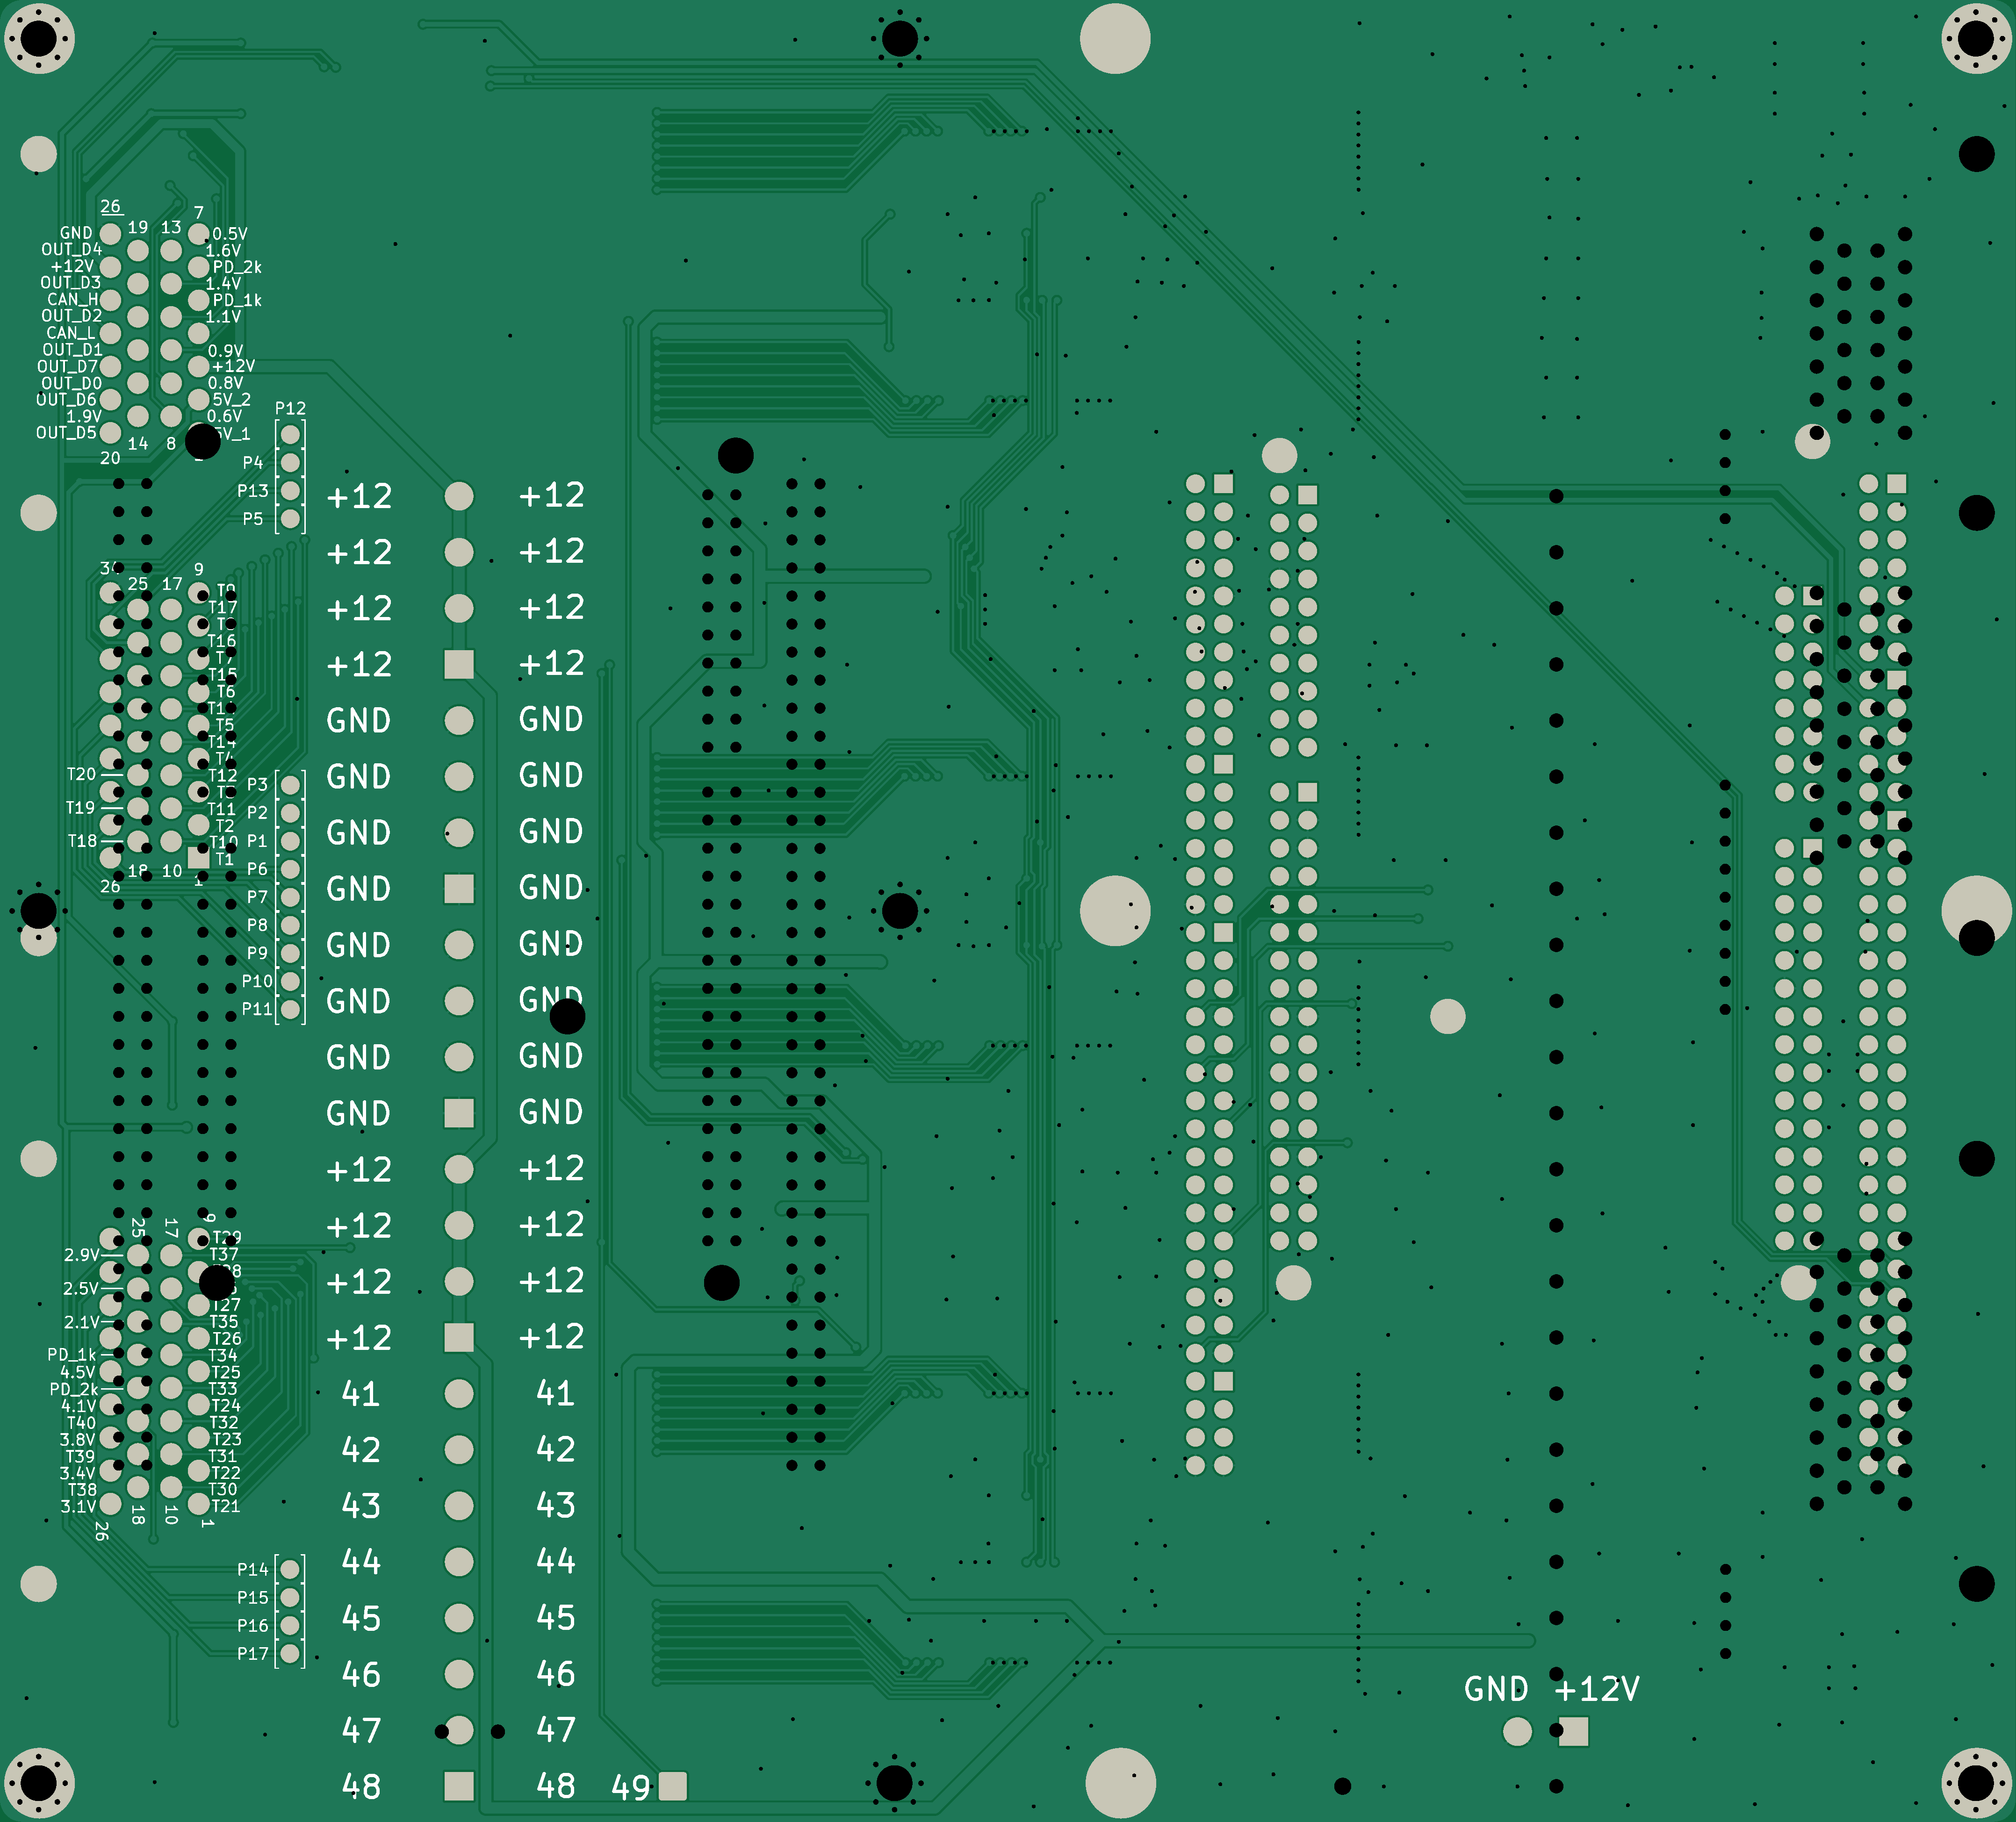 26
7
19 13
GND 0.5V
OUT_D4 1.6V
+12V PD_2k
OUT_D3 1.4V
CAN_H PD_1k
OUT_D2 1.1V
CAN_L
OUT_D1 0.9V
OUT_D7 +12V
OUT_D0 0.8V
OUT_D6 5V_2
1.9V 0.6V
OUT_D5 5V_1
14 8
20
P12
P4
P13
P5
34 9
25 17
T9
T17
T8
T16
T7
T15
T6
T5
T14
T4
T20 T12
T19 T11
T2
T18 T10
T1
18 10 1
26
P3
P2
P1
P6
P7
P8
P9
P10
P11
+12 +12
+12 +12
+12 +12
+12 +12
GND GND
GND GND
GND GND
GND GND
GND GND
GND GND
GND GND
GND GND
+12 +12
+12 +12
+12 +12
+12 +12
41 41
42 42
43 43
44 44
45 45
46 46
47 47
48 48 49
25 17 9
T29
2.9V T37
2.5V
T27
2.1V T35
T26
PD_1k T34
4.5V T25
PD_2k T33
4.1V T24
T40 T32
3.8V T23
T39 T31
3.4V T22
T38 T30
3.1V T21
26 18 10 1
P14
P15
P16
P17
GND +12V